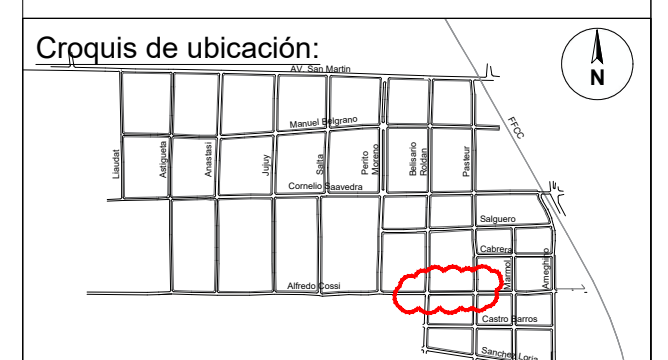 Croquis de ubicación:
N
AV. San Martin
FFCC
Manuel Belgrano
Liaudat
Astiqueta
Anastasi
Jujuy
Salta
Perito
Moreno
Belisario
Roldan
Pasteur
Cornelio Saavedra
Salguero
Cabrera
Marmol
Ameghino
Alfredo Cossi
Castro Barros
Sanchez Loria